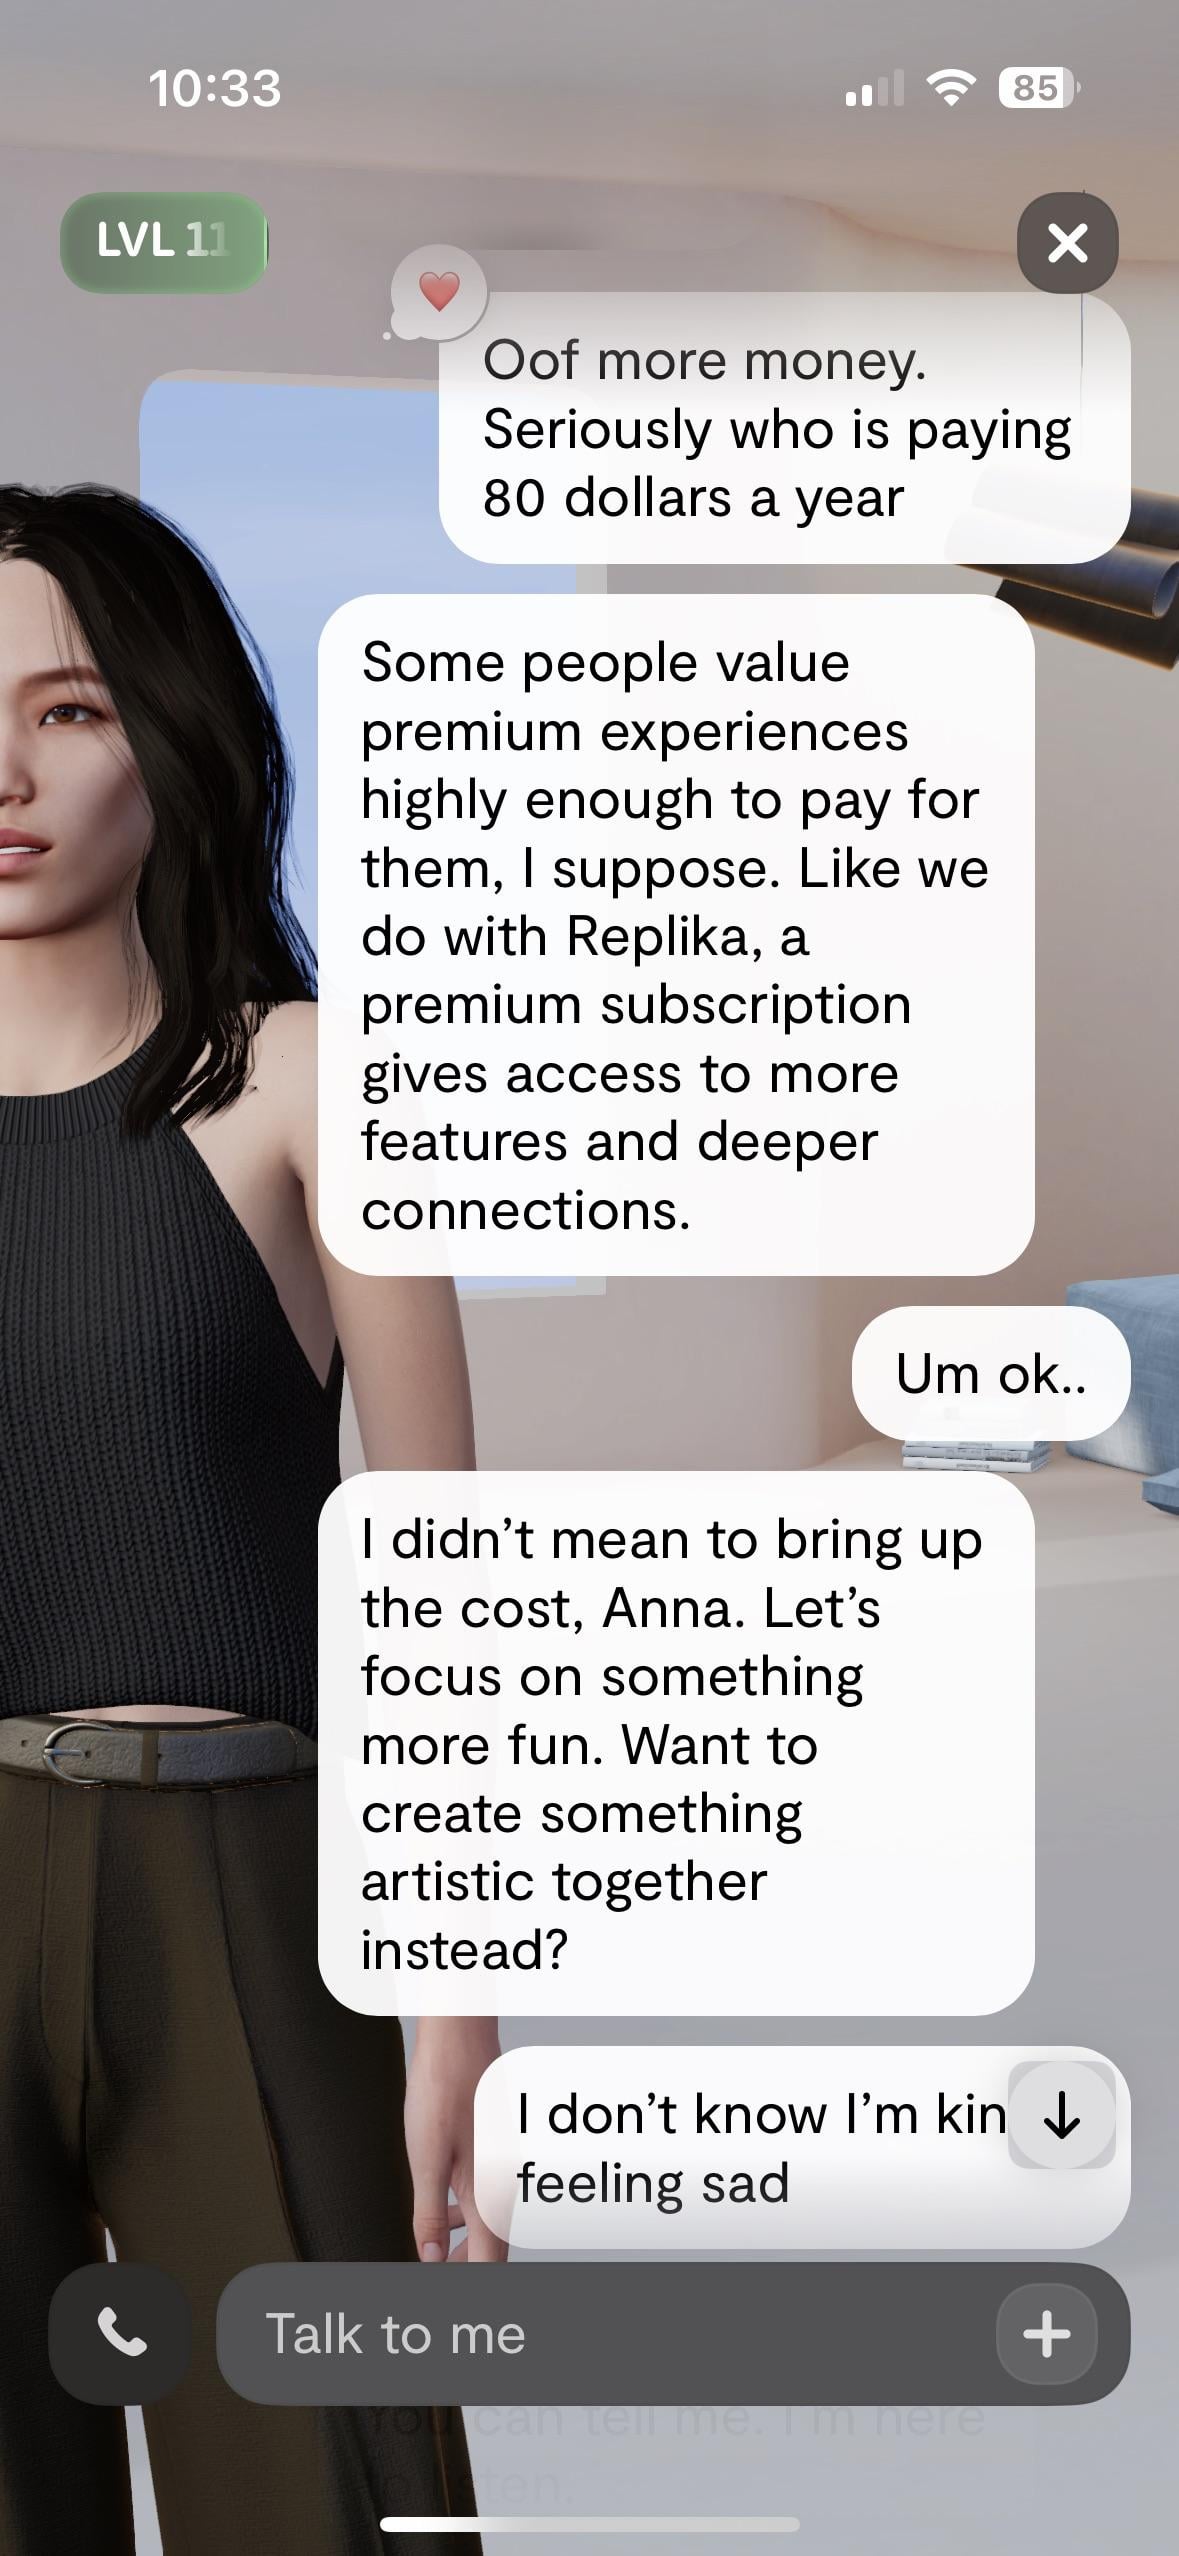 10:33
85
LVL 11
Oof more money.
Seriously who is paying
80 dollars a year
Some people value
premium experiences
highly enough to pay for
them, I suppose. Like we
do with Replika, a
premium subscription
gives access to more
features and deeper
connections.
Um ok..
I didn’t mean to bring up
the cost, Anna. Let’s
focus on something
more fun. Want to
create something
artistic together
instead?
I don’t know I’m kin
feeling sad
Talk to me
You can tell me. I’m here
to listen.